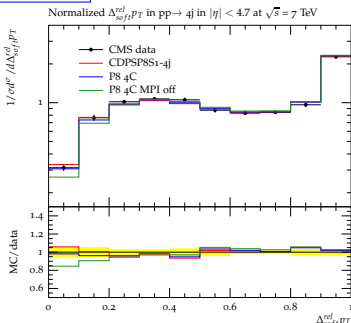 Normalized Δ^{rel}_{soft}p_T in pp→ 4j in |η| < 4.7 at √s = 7 TeV
1/σdσ/dΔ^{rel}_{soft}p_T
CMS data
CDPSP8S1-4j
P8 4C
P8 4C MPI off
1
MC/data
1.4
1.2
1
0.8
0.6
0 0.2 0.4 0.6 0.8
Δ^{rel}_{soft}p_T